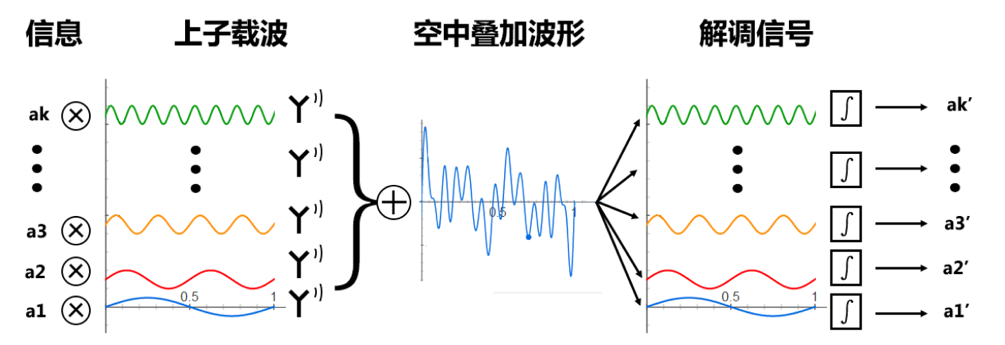 信息 上子载波 空中叠加波形 解调信号
ak ∫ ak′
∫
a3 0.5 1 ∫ a3′
a2 ∫ a2′
0.5 1 0.5 1
a1 ∫ a1′